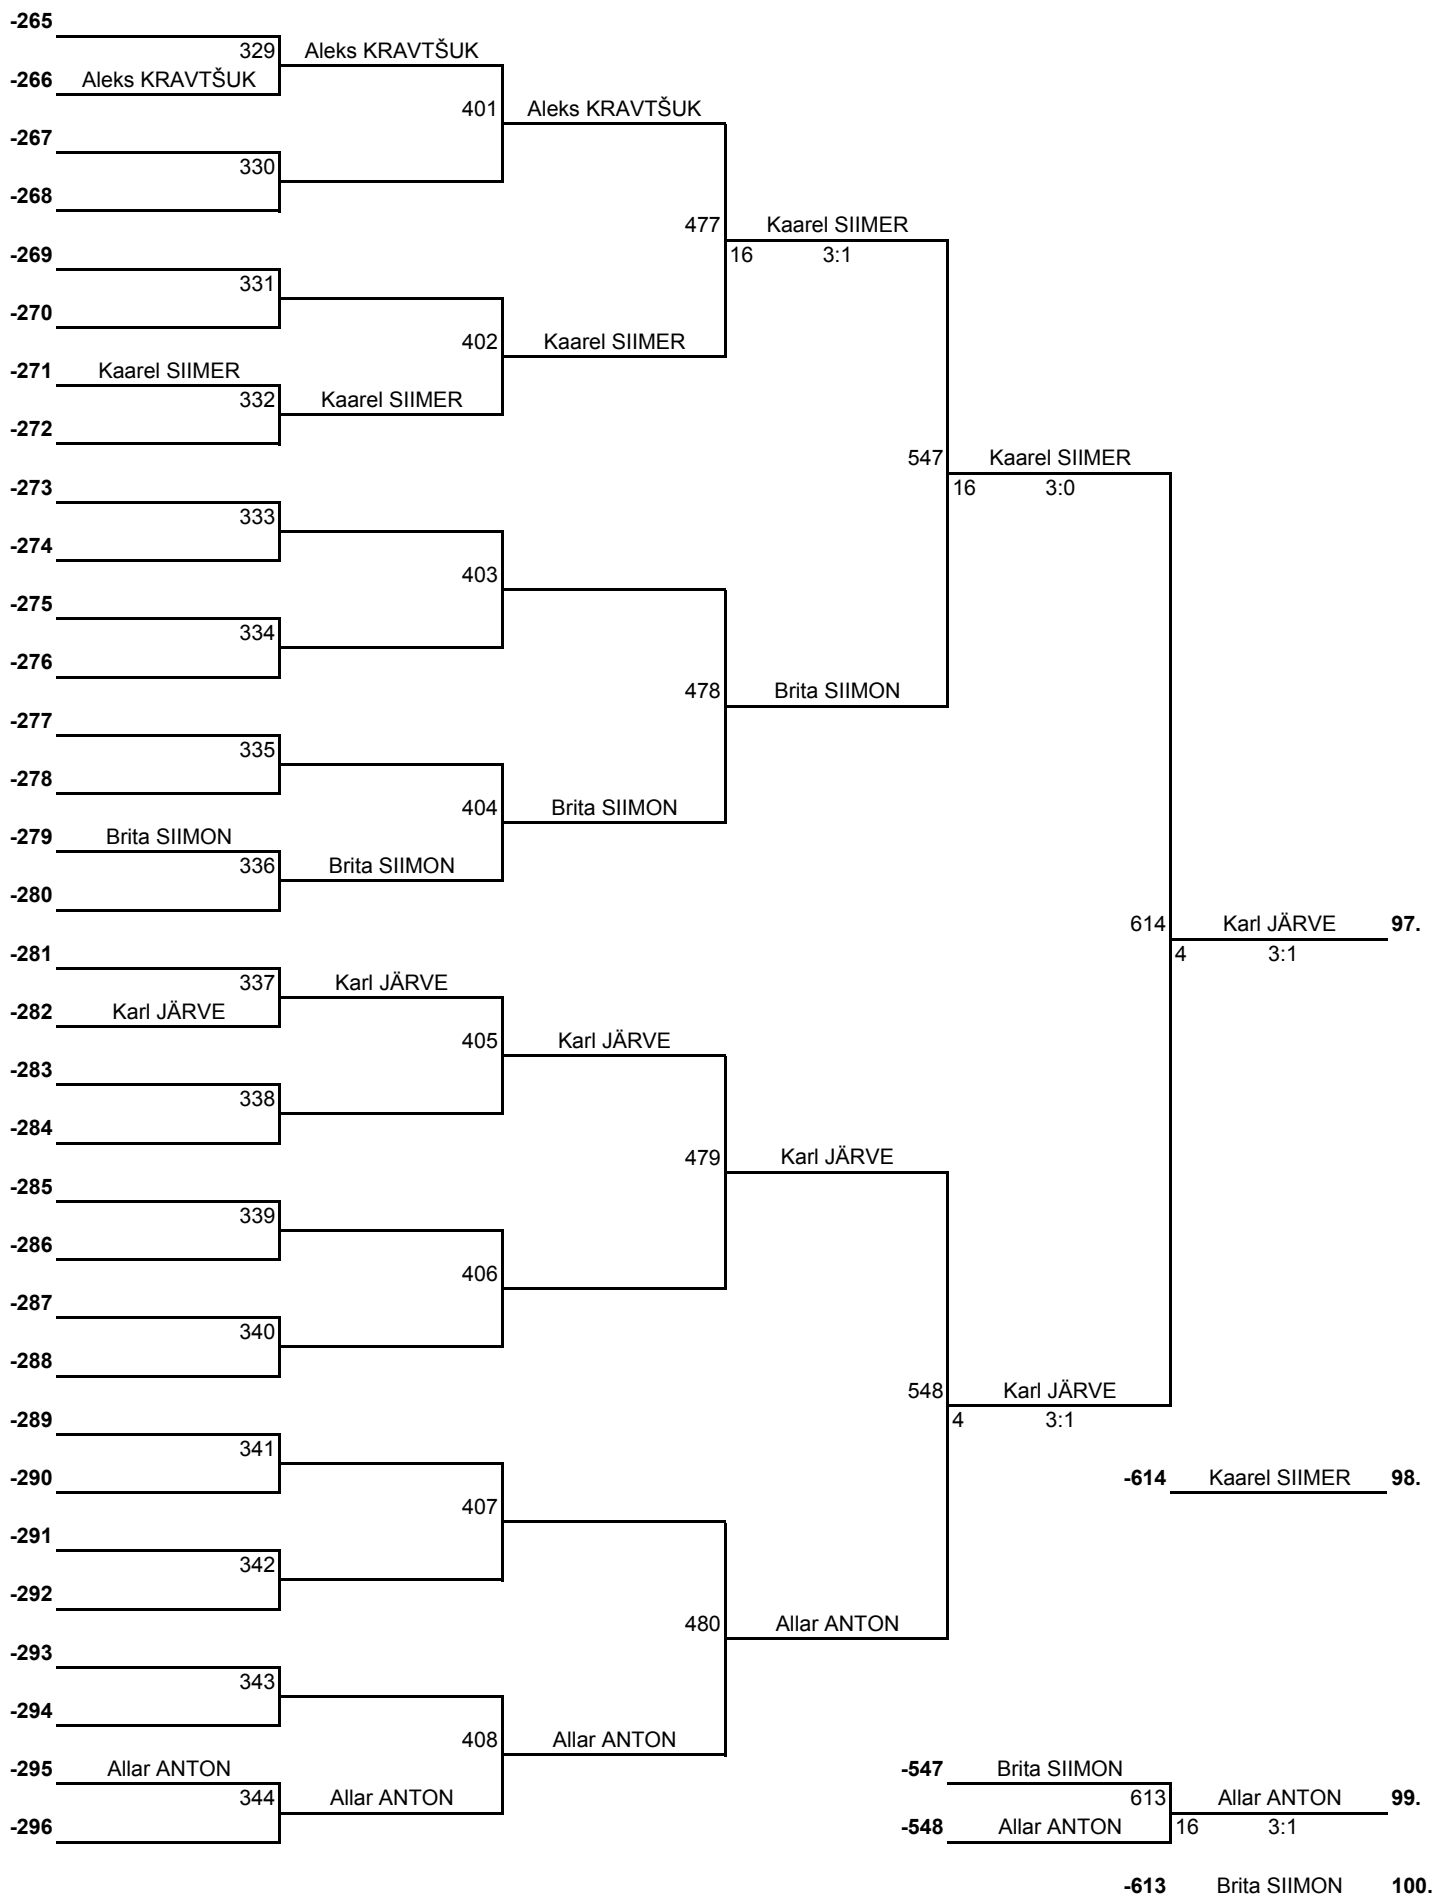 -265
329 Aleks KRAVTŠUK
-266 Aleks KRAVTŠUK
401 Aleks KRAVTŠUK
-267
330
-268
477 Kaarel SIIMER
16 3:1
-269
331
-270
402 Kaarel SIIMER
-271 Kaarel SIIMER
332 Kaarel SIIMER
-272
547 Kaarel SIIMER
16 3:0
-273
333
-274
403
-275
334
-276
478 Brita SIIMON
-277
335
-278
404 Brita SIIMON
-279 Brita SIIMON
336 Brita SIIMON
-280
614 Karl JÄRVE 97.
4 3:1
-281
337 Karl JÄRVE
-282 Karl JÄRVE
405 Karl JÄRVE
-283
338
-284
479 Karl JÄRVE
-285
339
-286
406
-287
340
-288
548 Karl JÄRVE
4 3:1
-289
341
-290
-614 Kaarel SIIMER 98.
407
-291
342
-292
480 Allar ANTON
-293
343
-294
408 Allar ANTON
-295 Allar ANTON
344 Allar ANTON
-296
-547 Brita SIIMON
613 Allar ANTON 99.
-548 Allar ANTON 16 3:1
-613 Brita SIIMON 100.